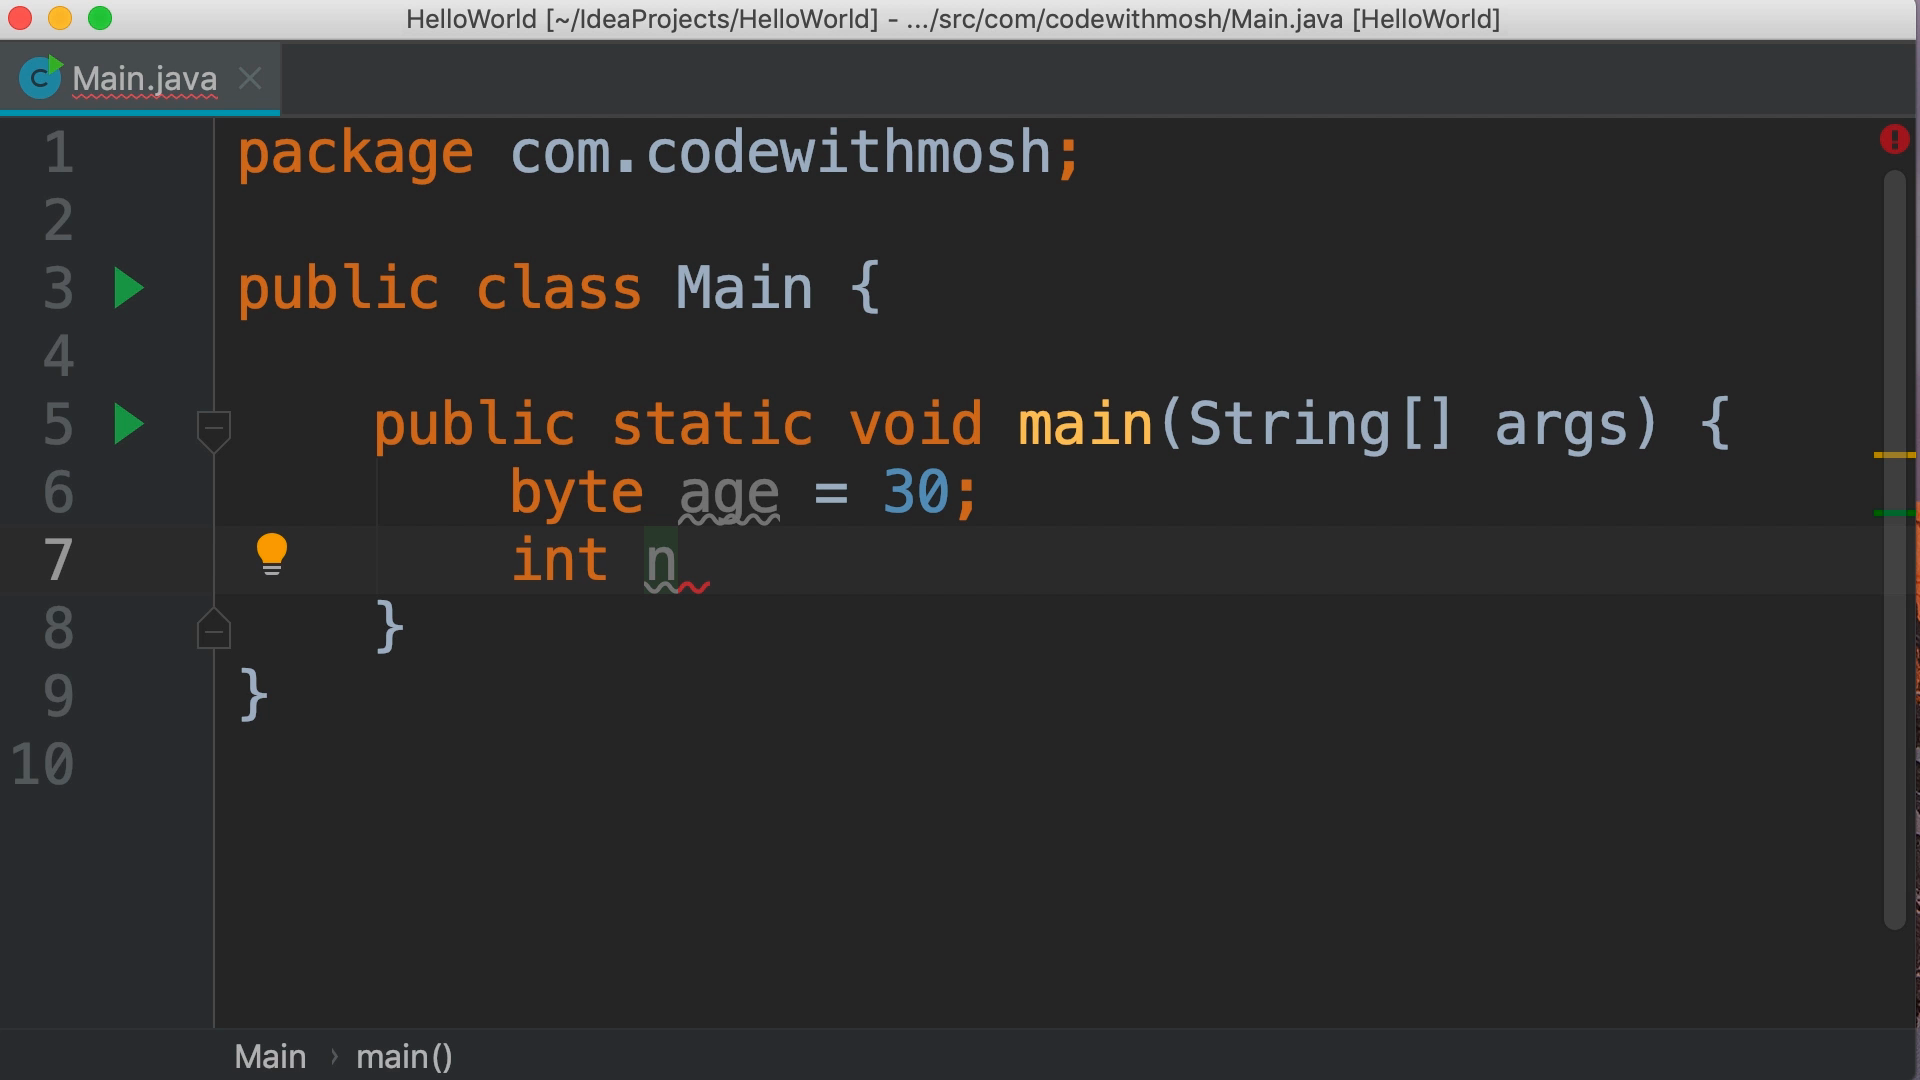 HelloWorld [~/IdeaProjects/HelloWorld] - .../src/com/codewithmosh/Main.java [HelloWorld]
C Main.java
1 package com.codewithmosh;
2
3 public class Main {
4
5 public static void main(String[] args) {
6 byte age = 30;
7 int n
8 }
9 }
10
Main › main()